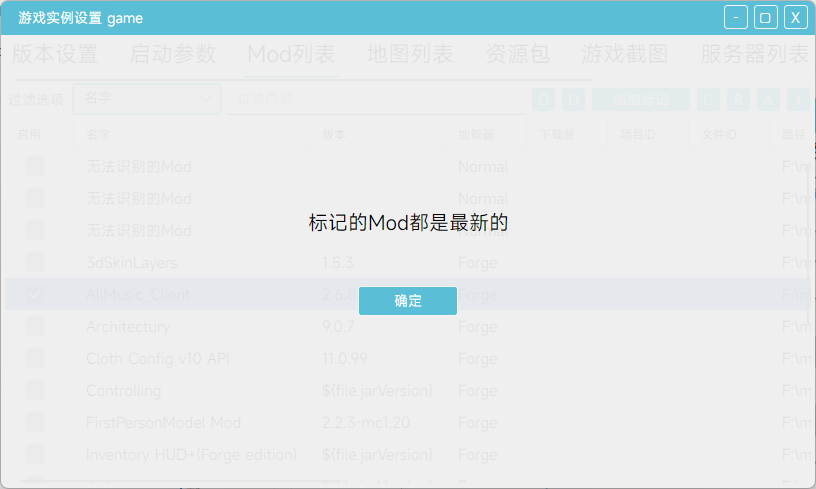 游戏实例设置 game
- □ X
版本设置 启动参数 Mod列表 地图列表 资源包 游戏截图 服务器列表
过滤选项 名字 过滤内容
启用 名字 版本 加载器 下载源 项目ID 文件ID 路径
无法识别的Mod Normal F:\m
无法识别的Mod Normal F:\m
无法识别的Mod F:\m
标记的Mod都是最新的
3dSkinLayers 1.5.3 Forge F:\m
AllMusic_Client 2.6. Forge F:\m
确定
Architectury 9.0.7 Forge F:\m
Cloth Config v10 API 11.0.99 Forge F:\m
Controlling ${file.jarVersion} Forge F:\m
FirstPersonModel Mod 2.2.3-mc1.20 Forge F:\m
Inventory HUD+(Forge edition) ${file.jarVersion} Forge F:\m